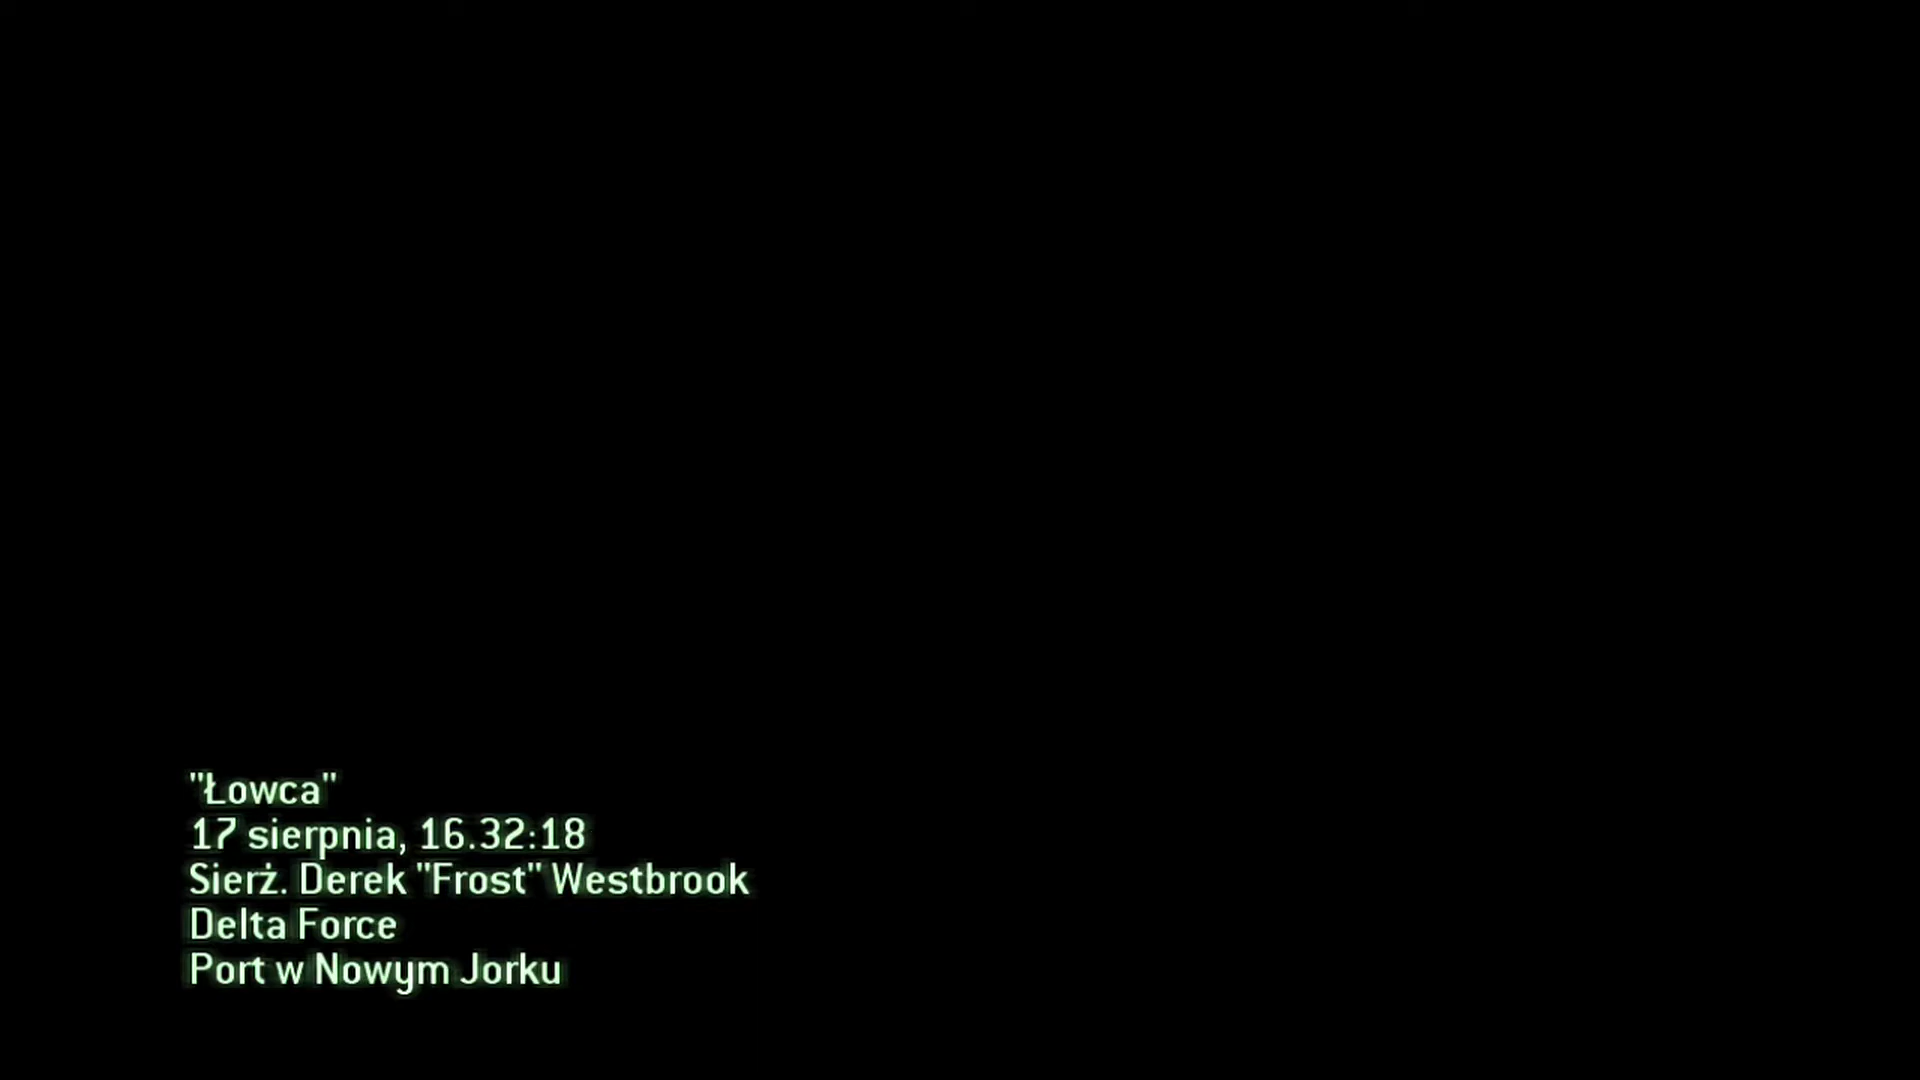 "Łowca"
17 sierpnia, 16.32:18
Sierż. Derek "Frost" Westbrook
Delta Force
Port w Nowym Jorku